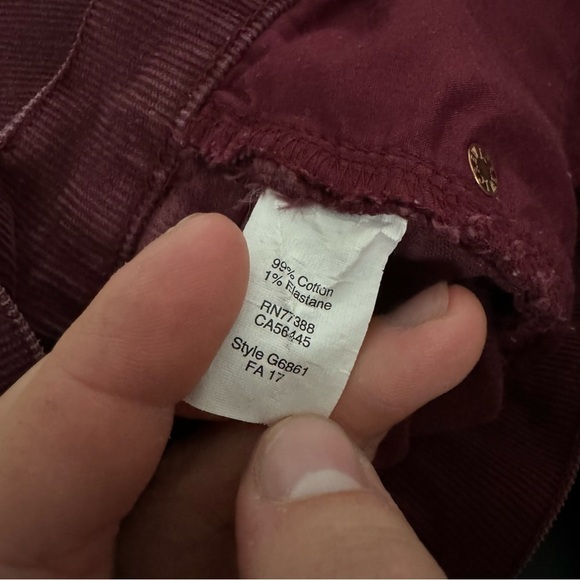 99% Cotton
1% Elastane
RN77388
CA56445
Style G6861
FA 17